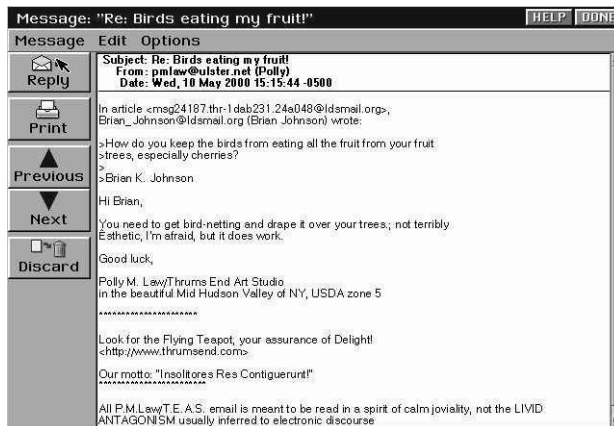 Message: "Re: Birds eating my fruit!"
HELP DONE
Message Edit Options
Reply
Print
Previous
Next
Discard
Subject: Re: Birds eating my fruit!
From: pmlaw@ulster.net (Polly)
Date: Wed, 10 May 2000 15:15:44 -0500
In article <msg24187.thr-1dab231.24a048@ldsmail.org>,
Brian_Johnson@ldsmail.org (Brian Johnson) wrote:
>How do you keep the birds from eating all the fruit from your fruit
>trees, especially cherries?
>
>Brian K. Johnson
Hi Brian,
You need to get bird-netting and drape it over your trees.; not terribly
Esthetic, I'm afraid, but it does work.
Good luck,
Polly M. Law/Thrums End Art Studio
in the beautiful Mid Hudson Valley of NY, USDA zone 5
*********************
Look for the Flying Teapot, your assurance of Delight!
<http://www.thrumsend.com>
Our motto: "Insolitores Res Contiguerunt!"
***********************
All P.M.Law/T.E.A.S. email is meant to be read in a spirit of calm joviality, not the LIVID
ANTAGONISM usually inferred to electronic discourse